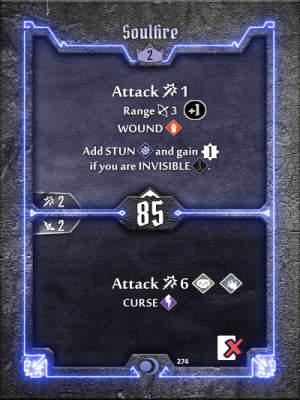 Soulfire
2
Attack 1
Range 3 +1
WOUND
Add STUN and gain 1
if you are INVISIBLE.
2
85
2
Attack 6
CURSE
274